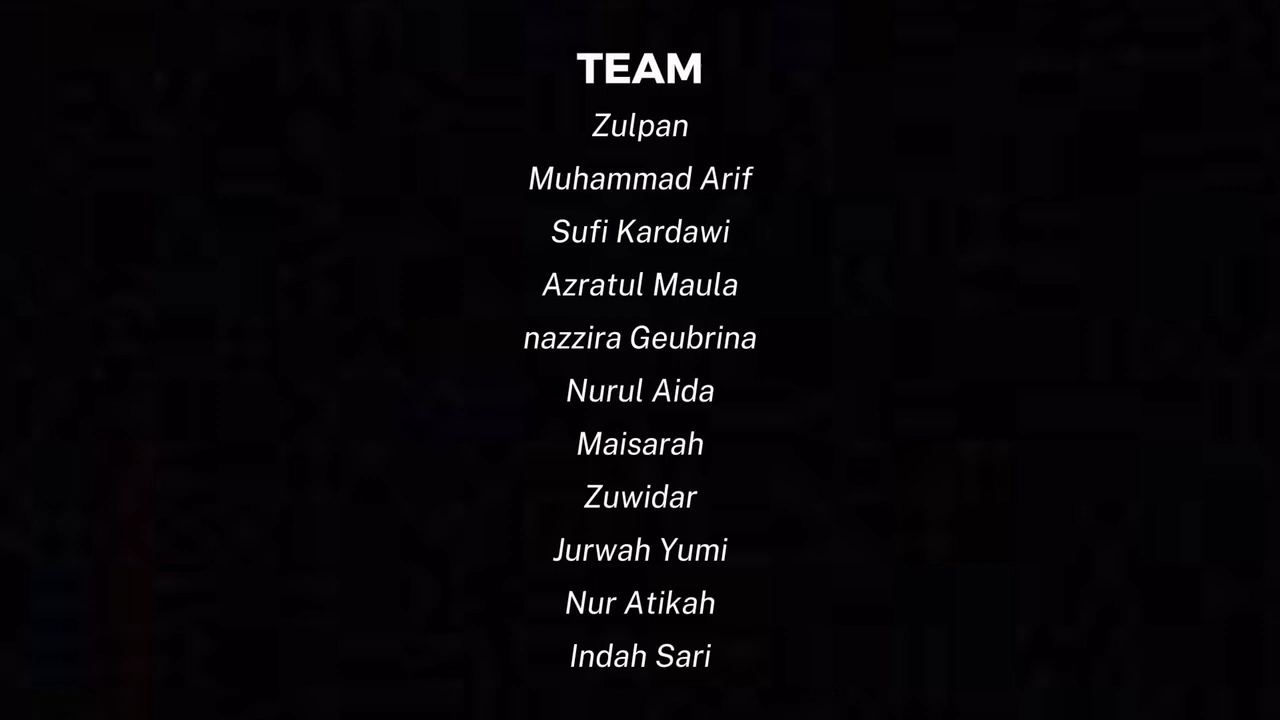 TEAM
Zulpan
Muhammad Arif
Sufi Kardawi
Azratul Maula
nazzira Geubrina
Nurul Aida
Maisarah
Zuwidar
Jurwah Yumi
Nur Atikah
Indah Sari